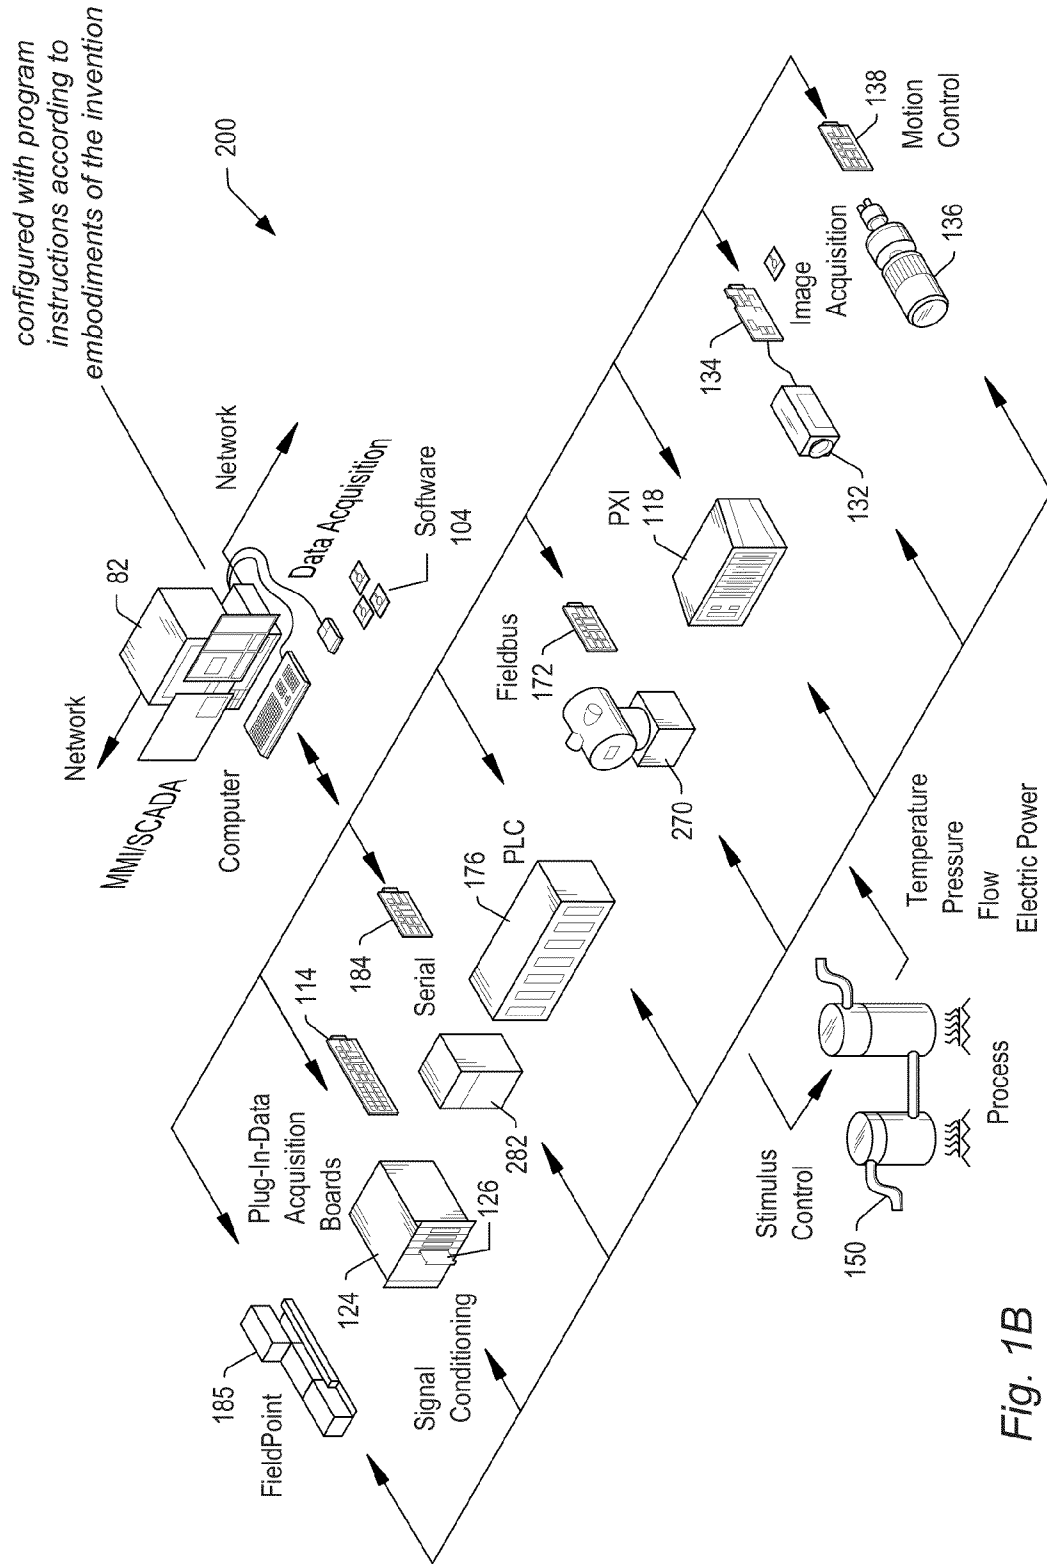 configured with program
instructions according to
embodiments of the invention
200
82
Network
Network
MMI/SCADA
Computer
Data Acquisition
Software
104
185
FieldPoint
Plug-In-Data
Acquisition
Boards
114
124
126
Signal
Conditioning
184
Serial
282
176
PLC
Fieldbus
172
270
PXI
118
134
Image
Acquisition
132
138
Motion
Control
136
Stimulus
Control
150
Process
Temperature
Pressure
Flow
Electric Power
Fig. 1B